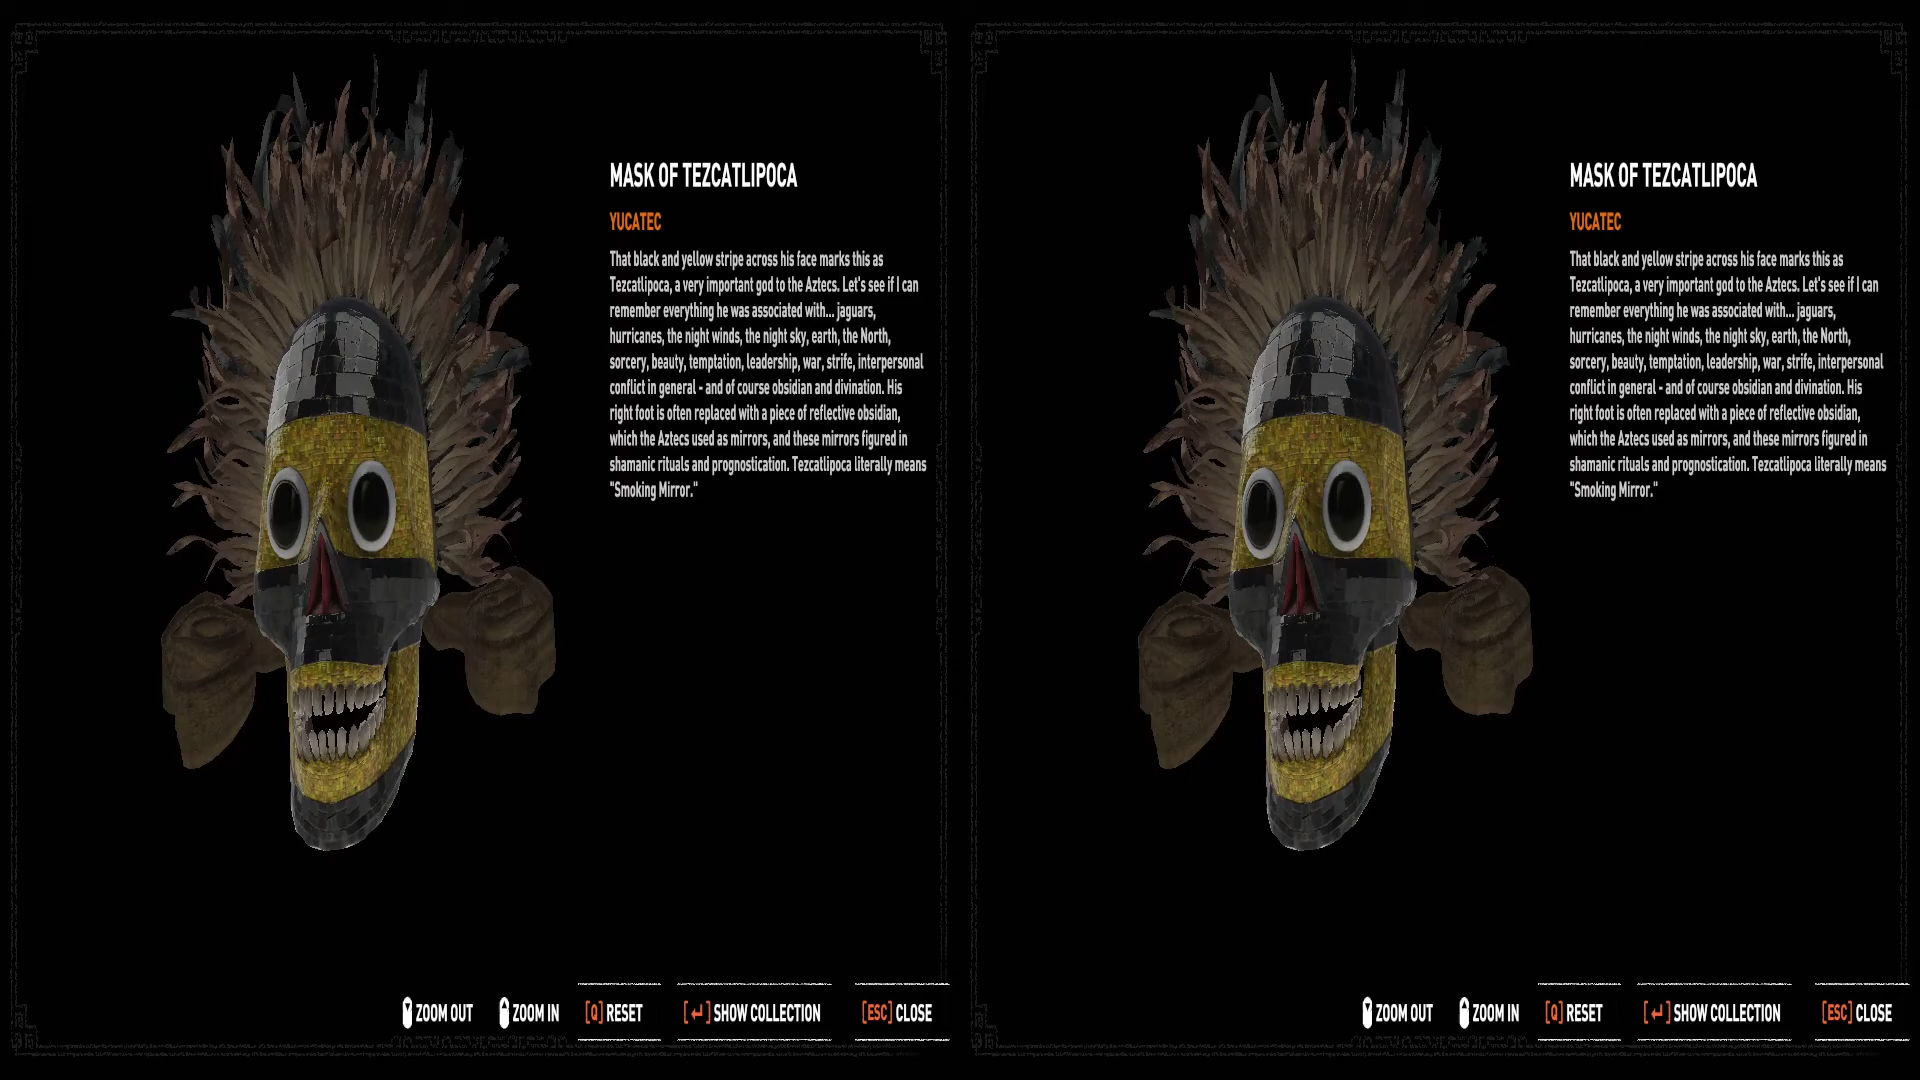 MASK OF TEZCATLIPOCA
YUCATEC
That black and yellow stripe across his face marks this as
Tezcatlipoca, a very important god to the Aztecs. Let's see if I can
remember everything he was associated with... jaguars,
hurricanes, the night winds, the night sky, earth, the North,
sorcery, beauty, temptation, leadership, war, strife, interpersonal
conflict in general - and of course obsidian and divination. His
right foot is often replaced with a piece of reflective obsidian,
which the Aztecs used as mirrors, and these mirrors figured in
shamanic rituals and prognostication. Tezcatlipoca literally means
"Smoking Mirror."
ZOOM OUT ZOOM IN [Q] RESET [↵] SHOW COLLECTION [ESC] CLOSE
MASK OF TEZCATLIPOCA
YUCATEC
That black and yellow stripe across his face marks this as
Tezcatlipoca, a very important god to the Aztecs. Let's see if I can
remember everything he was associated with... jaguars,
hurricanes, the night winds, the night sky, earth, the North,
sorcery, beauty, temptation, leadership, war, strife, interpersonal
conflict in general - and of course obsidian and divination. His
right foot is often replaced with a piece of reflective obsidian,
which the Aztecs used as mirrors, and these mirrors figured in
shamanic rituals and prognostication. Tezcatlipoca literally means
"Smoking Mirror."
ZOOM OUT ZOOM IN [Q] RESET [↵] SHOW COLLECTION [ESC] CLOSE